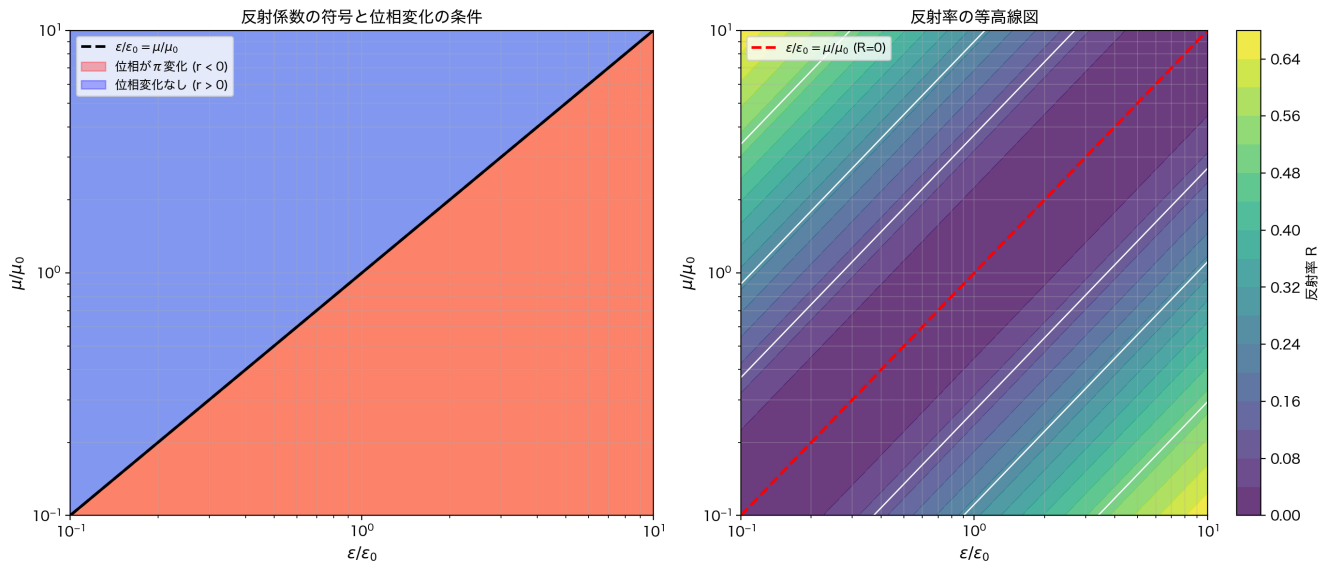 反射係数の符号と位相変化の条件
ε/ε₀ = μ/μ₀
位相がπ変化 (r < 0)
位相変化なし (r > 0)
μ/μ₀
10¹
10⁰
10⁻¹
10⁻¹
10⁰
10¹
ε/ε₀
反射率の等高線図
ε/ε₀ = μ/μ₀ (R=0)
μ/μ₀
10¹
10⁰
10⁻¹
10⁻¹
10⁰
10¹
ε/ε₀
0.64
0.56
0.48
0.40
0.32
0.24
0.16
0.08
0.00
反射率 R